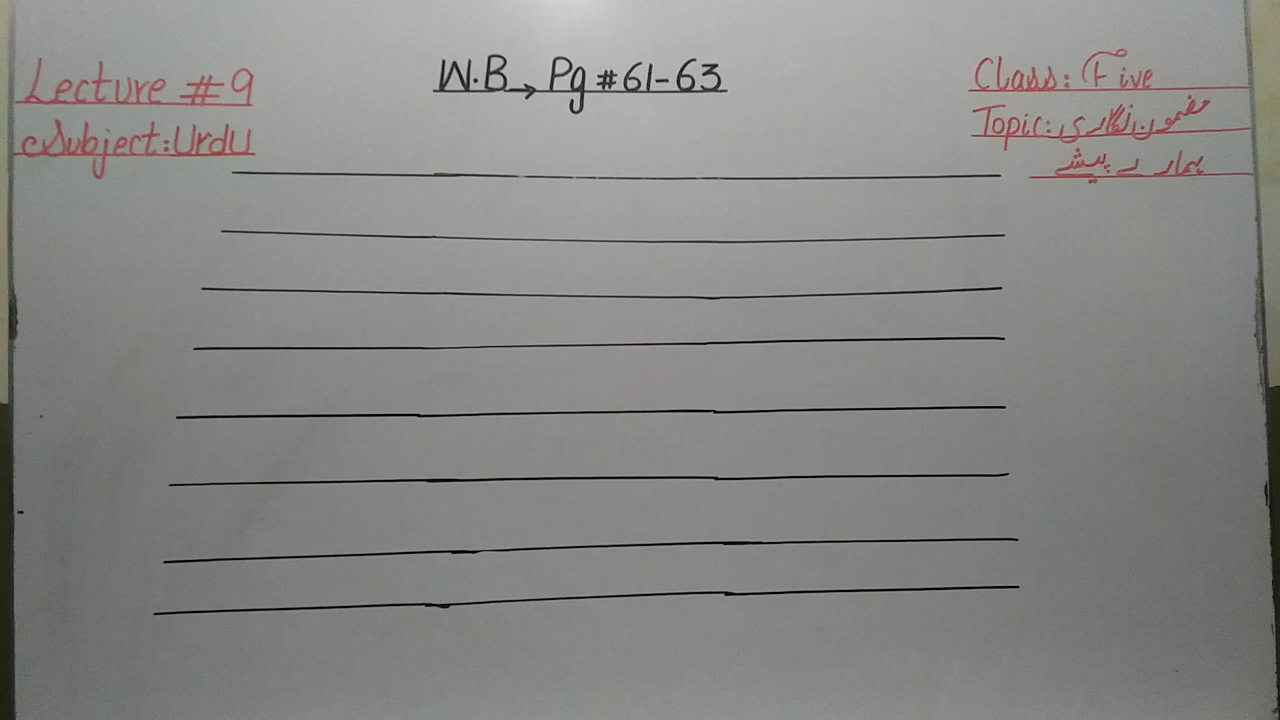 Lecture #9
Subject: Urdu
W.B → Pg # 61-63
Class: Five
Topic: مضمون نگاری
ہمارے پیشے